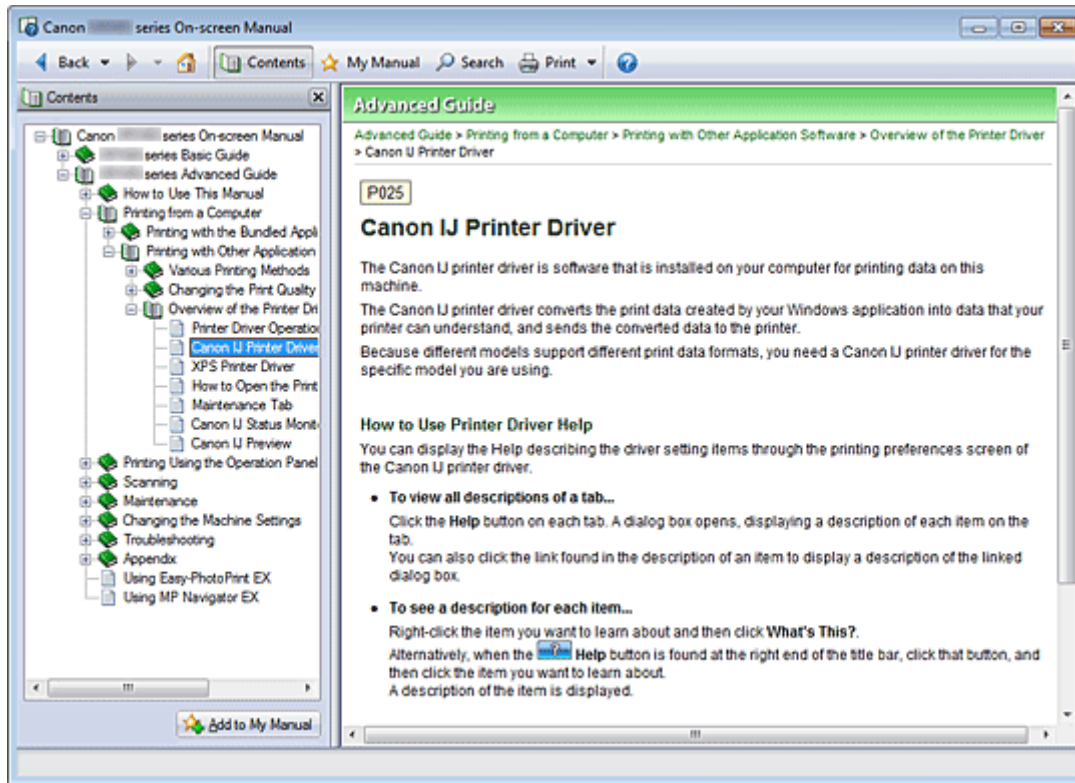 Canon series On-screen Manual
Back Contents My Manual Search Print
Contents
Canon series On-screen Manual
series Basic Guide
series Advanced Guide
How to Use This Manual
Printing from a Computer
Printing with the Bundled Appli
Printing with Other Application
Various Printing Methods
Changing the Print Quality
Overview of the Printer Dri
Printer Driver Operation
Canon IJ Printer Driver
XPS Printer Driver
How to Open the Print
Maintenance Tab
Canon IJ Status Monit
Canon IJ Preview
Printing Using the Operation Panel
Scanning
Maintenance
Changing the Machine Settings
Troubleshooting
Appendix
Using Easy-PhotoPrint EX
Using MP Navigator EX
Add to My Manual
Advanced Guide
Advanced Guide > Printing from a Computer > Printing with Other Application Software > Overview of the Printer Driver
> Canon IJ Printer Driver
P025
Canon IJ Printer Driver
The Canon IJ printer driver is software that is installed on your computer for printing data on this
machine.
The Canon IJ printer driver converts the print data created by your Windows application into data that your
printer can understand, and sends the converted data to the printer.
Because different models support different print data formats, you need a Canon IJ printer driver for the
specific model you are using.
How to Use Printer Driver Help
You can display the Help describing the driver setting items through the printing preferences screen of
the Canon IJ printer driver.
• To view all descriptions of a tab...
Click the Help button on each tab. A dialog box opens, displaying a description of each item on the
tab.
You can also click the link found in the description of an item to display a description of the linked
dialog box.
• To see a description for each item...
Right-click the item you want to learn about and then click What's This?.
Alternatively, when the ? Help button is found at the right end of the title bar, click that button, and
then click the item you want to learn about.
A description of the item is displayed.